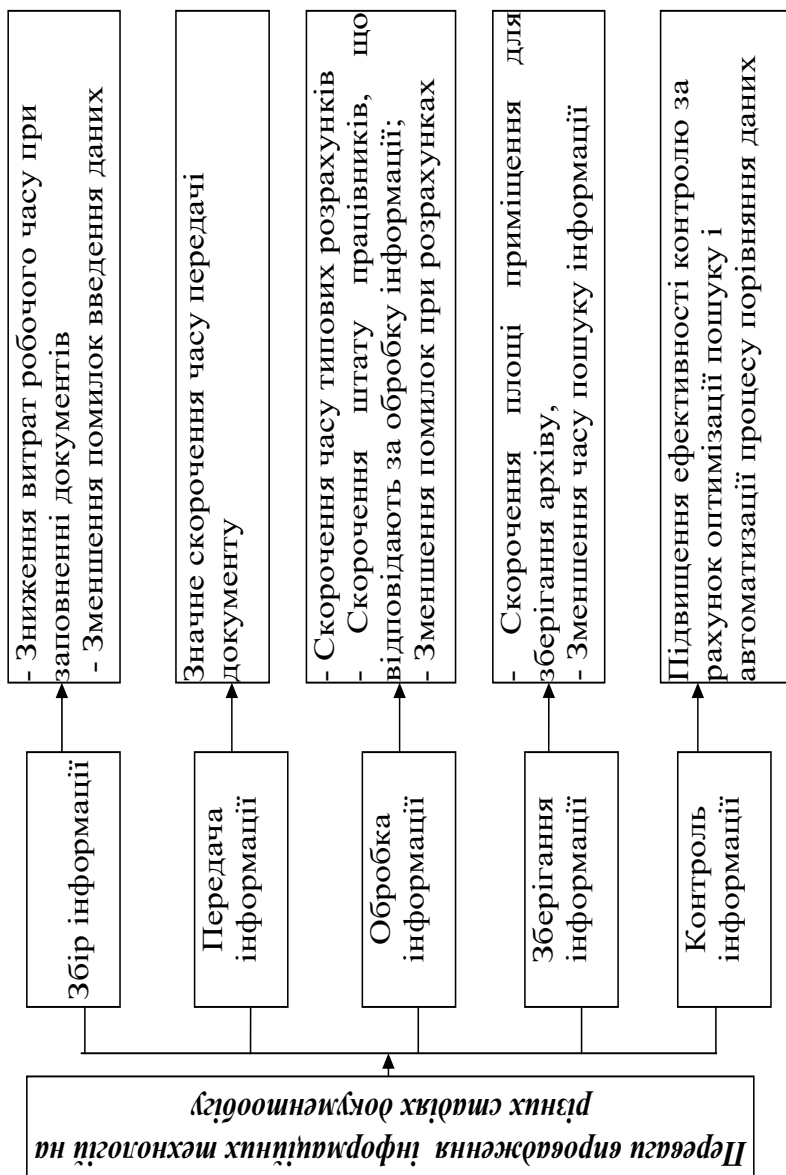 Переваги впровадження інформаційних технологій на
різних стадіях документообігу
Збір інформації
- Зниження витрат робочого часу при
заповненні документів
- Зменшення помилок введення даних
Передача
інформації
Значне скорочення часу передачі
документу
Обробка
інформації
- Скорочення часу типових розрахунків
- Скорочення штату працівників, що
відповідають за обробку інформації;
- Зменшення помилок при розрахунках
Зберігання
інформації
- Скорочення площі приміщення для
зберігання архіву,
- Зменшення часу пошуку інформації
Контроль
інформації
Підвищення ефективності контролю за
рахунок оптимізації пошуку і
автоматизації процесу порівняння даних